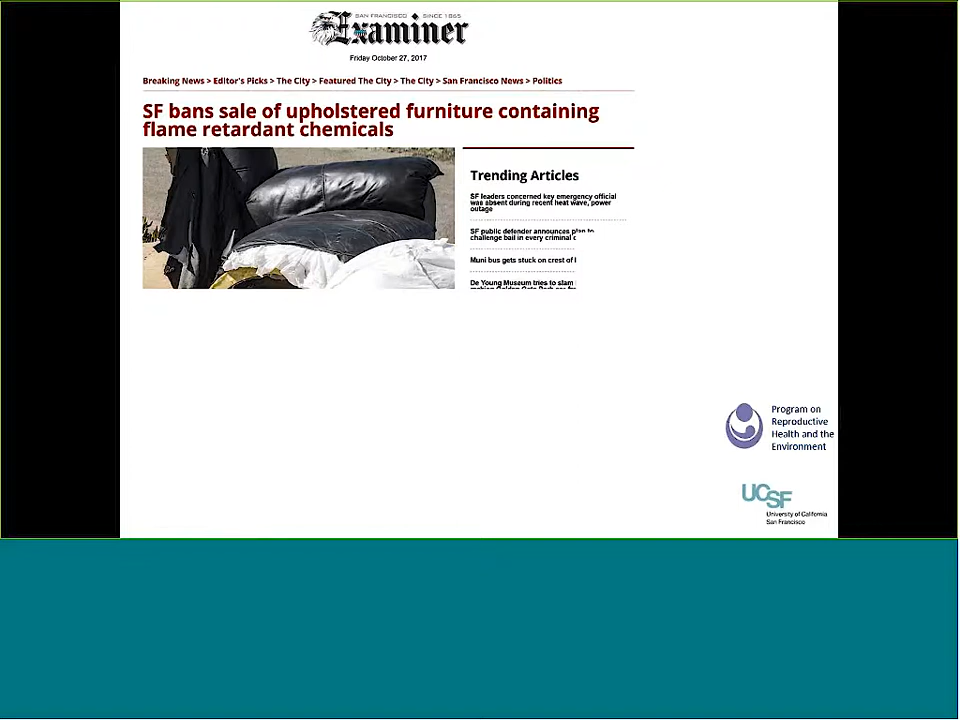 SAN FRANCISCO SINCE 1865
Examiner
Friday October 27, 2017
Breaking News > Editor's Picks > The City > Featured The City > The City > San Francisco News > Politics
SF bans sale of upholstered furniture containing
flame retardant chemicals
Trending Articles
SF leaders concerned key emergency official
was absent during recent heat wave, power
outage
SF public defender announces plan to
challenge bail in every criminal c
Muni bus gets stuck on crest of
De Young Museum tries to slam
Program on
Reproductive
Health and the
Environment
UCSF
University of California
San Francisco